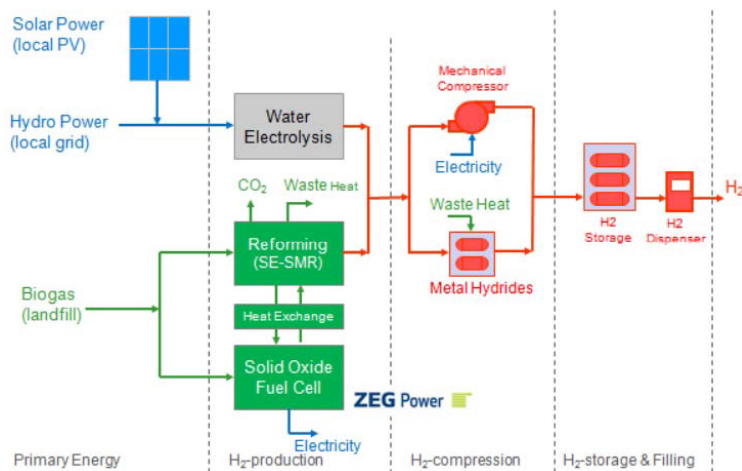 Solar Power
(local PV)
Hydro Power
(local grid)
Water
Electrolysis
CO2
Waste Heat
Reforming
(SE-SMR)
Heat Exchange
Biogas
(landfill)
Solid Oxide
Fuel Cell
ZEG Power
Electricity
Mechanical
Compressor
Electricity
Waste Heat
Metal Hydrides
H2
Storage
H2
Dispenser
H2
Primary Energy
H2-production
H2-compression
H2-storage & Filling